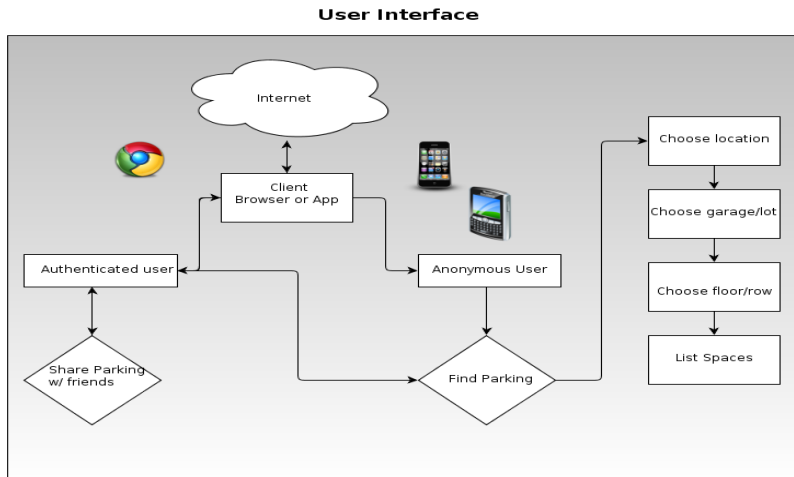 User Interface
Internet
Client
Browser or App
Authenticated user
Anonymous User
Share Parking
w/ friends
Find Parking
Choose location
Choose garage/lot
Choose floor/row
List Spaces